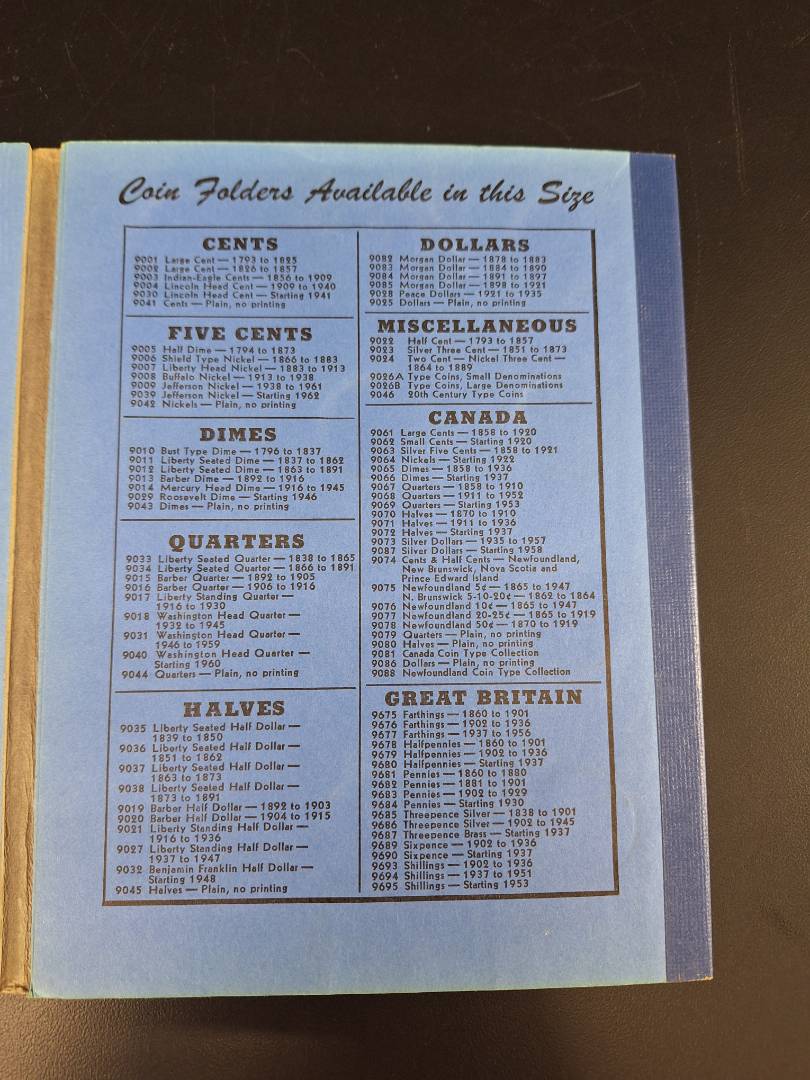 Coin Folders Available in this Size
CENTS
9001 Large Cent — 1793 to 1825
9002 Large Cent — 1826 to 1857
9003 Indian-Eagle Cents — 1856 to 1909
9004 Lincoln Head Cent — 1909 to 1940
9030 Lincoln Head Cent — Starting 1941
9041 Cents — Plain, no printing
FIVE CENTS
9005 Half Dime — 1794 to 1873
9006 Shield Type Nickel — 1866 to 1883
9007 Liberty Head Nickel — 1883 to 1913
9008 Buffalo Nickel — 1913 to 1938
9009 Jefferson Nickel — 1938 to 1961
9039 Jefferson Nickel — Starting 1962
9042 Nickels — Plain, no printing
DIMES
9010 Bust Type Dime — 1796 to 1837
9011 Liberty Seated Dime — 1837 to 1862
9012 Liberty Seated Dime — 1863 to 1891
9013 Barber Dime — 1892 to 1916
9014 Mercury Head Dime — 1916 to 1945
9029 Roosevelt Dime — Starting 1946
9043 Dimes — Plain, no printing
QUARTERS
9033 Liberty Seated Quarter — 1838 to 1865
9034 Liberty Seated Quarter — 1866 to 1891
9015 Barber Quarter — 1892 to 1905
9016 Barber Quarter — 1906 to 1916
9017 Liberty Standing Quarter —
1916 to 1930
9018 Washington Head Quarter —
1932 to 1945
9031 Washington Head Quarter —
1946 to 1959
9040 Washington Head Quarter —
Starting 1960
9044 Quarters — Plain, no printing
HALVES
9035 Liberty Seated Half Dollar —
1839 to 1850
9036 Liberty Seated Half Dollar —
1851 to 1862
9037 Liberty Seated Half Dollar —
1863 to 1873
9038 Liberty Seated Half Dollar —
1873 to 1891
9019 Barber Half Dollar — 1892 to 1903
9020 Barber Half Dollar — 1904 to 1915
9021 Liberty Standing Half Dollar —
1916 to 1936
9027 Liberty Standing Half Dollar —
1937 to 1947
9032 Benjamin Franklin Half Dollar —
Starting 1948
9045 Halves — Plain, no printing
DOLLARS
9082 Morgan Dollar — 1878 to 1883
9083 Morgan Dollar — 1884 to 1890
9084 Morgan Dollar — 1891 to 1897
9085 Morgan Dollar — 1898 to 1921
9028 Peace Dollars — 1921 to 1935
9025 Dollars — Plain, no printing
MISCELLANEOUS
9022 Half Cent — 1793 to 1857
9023 Silver Three Cent — 1851 to 1873
9024 Two Cent — Nickel Three Cent —
1864 to 1889
9026A Type Coins, Small Denominations
9026B Type Coins, Large Denominations
9046 20th Century Type Coins
CANADA
9061 Large Cents — 1858 to 1920
9062 Small Cents — Starting 1920
9063 Silver Five Cents — 1858 to 1921
9064 Nickels — Starting 1922
9065 Dimes — 1858 to 1936
9066 Dimes — Starting 1937
9067 Quarters — 1858 to 1910
9068 Quarters — 1911 to 1952
9069 Quarters — Starting 1953
9070 Halves — 1870 to 1910
9071 Halves — 1911 to 1936
9072 Halves — Starting 1937
9073 Silver Dollars — 1935 to 1957
9087 Silver Dollars — Starting 1958
9074 Cents & Half Cents — Newfoundland,
New Brunswick, Nova Scotia and
Prince Edward Island
9075 Newfoundland 5¢ — 1865 to 1947
N. Brunswick 5-10-20¢ — 1862 to 1864
9076 Newfoundland 10¢ — 1865 to 1947
9077 Newfoundland 20-25¢ — 1865 to 1919
9078 Newfoundland 50¢ — 1870 to 1919
9079 Quarters — Plain, no printing
9080 Halves — Plain, no printing
9081 Canada Coin Type Collection
9086 Dollars — Plain, no printing
9088 Newfoundland Coin Type Collection
GREAT BRITAIN
9675 Farthings — 1860 to 1901
9676 Farthings — 1902 to 1936
9677 Farthings — 1937 to 1956
9678 Halfpennies — 1860 to 1901
9679 Halfpennies — 1902 to 1936
9680 Halfpennies — Starting 1937
9681 Pennies — 1860 to 1880
9682 Pennies — 1881 to 1901
9683 Pennies — 1902 to 1929
9684 Pennies — Starting 1930
9685 Threepence Silver — 1838 to 1901
9686 Threepence Silver — 1902 to 1945
9687 Threepence Brass — Starting 1937
9689 Sixpence — 1902 to 1936
9690 Sixpence — Starting 1937
9693 Shillings — 1902 to 1936
9694 Shillings — 1937 to 1951
9695 Shillings — Starting 1953